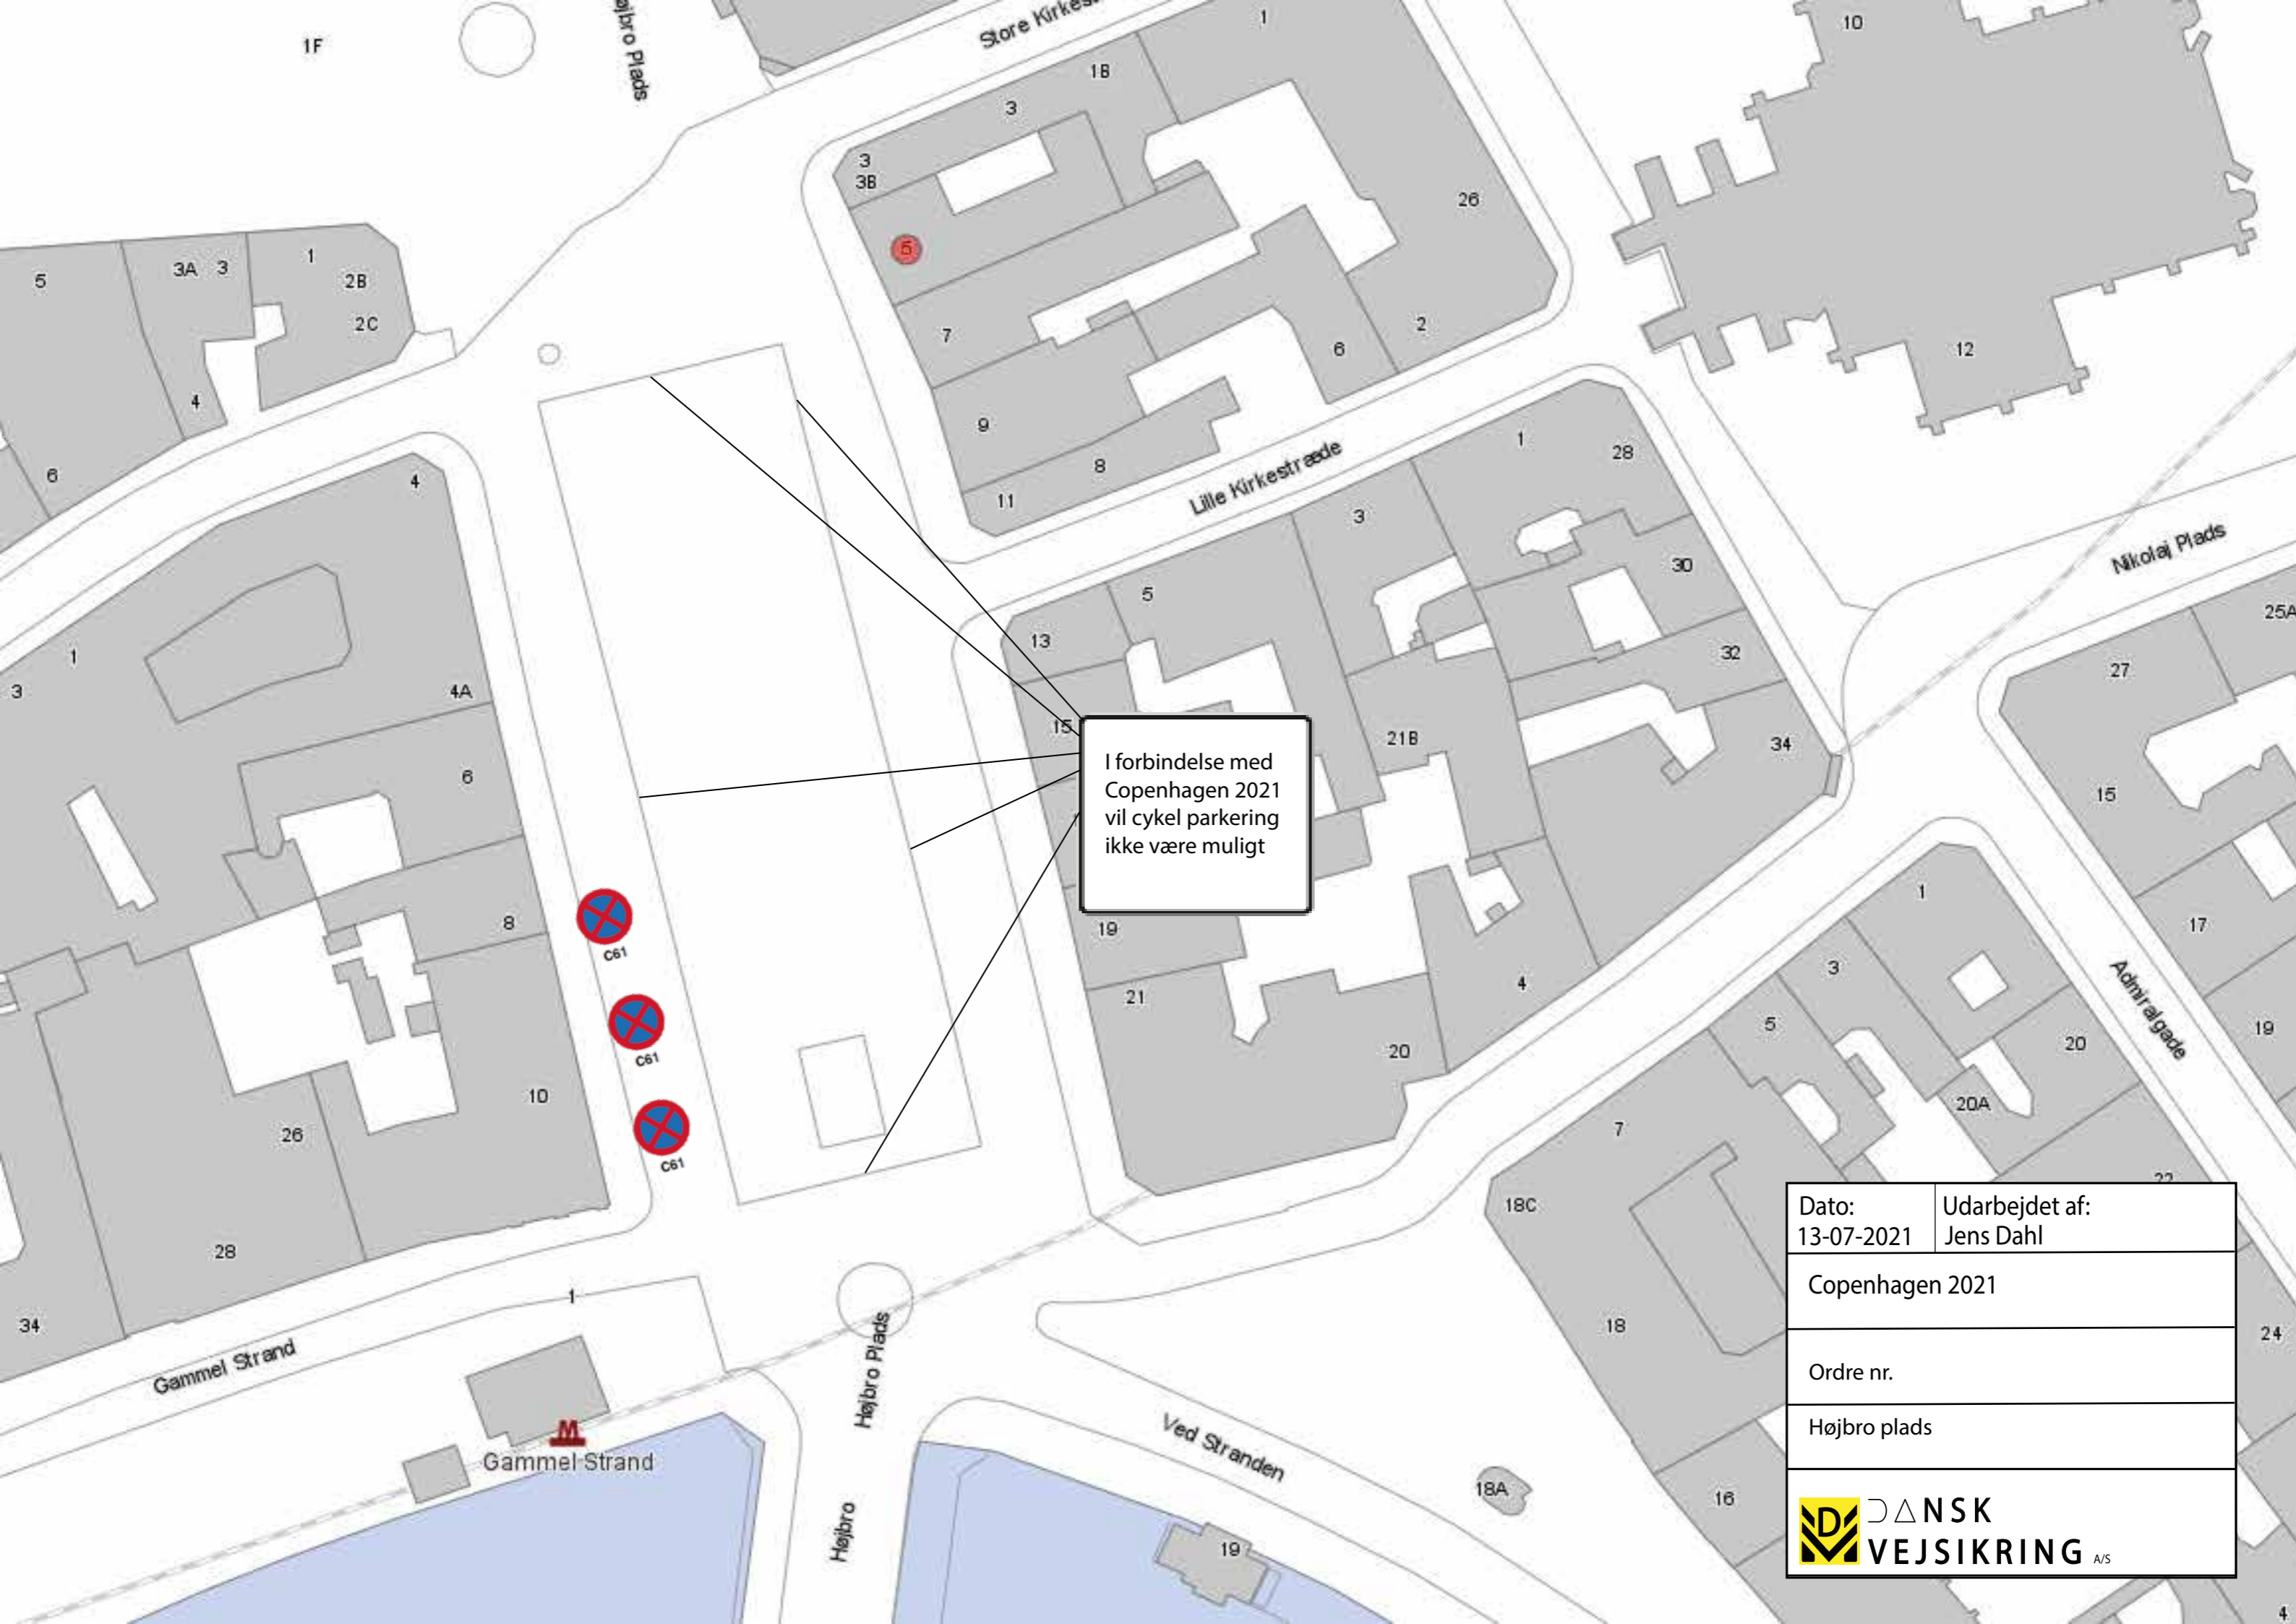 1F
Højbro Plads
Store Kirkes
1
10
1B
3
3
3B
26
5
5
3A 3
1
2B
2C
7
2
6
12
4
9
6
4
8
11
Lille Kirkestræde
1
28
3
Nikolaj Plads
30
5
25A
13
1
3
4A
32
27
15
21B
34
6
I forbindelse med
Copenhagen 2021
vil cykel parkering
ikke være muligt
15
1
8
19
17
C61
3
4
21
Admiralgade
5
19
20
20
C61
10
20A
26
7
C61
22
18C
28
1
34
18
24
Gammel Strand
Højbro Plads
M
Gammel Strand
Ved Stranden
18A
16
Højbro
19
4
Dato:
13-07-2021
Udarbejdet af:
Jens Dahl
Copenhagen 2021
Ordre nr.
Højbro plads
D
DANSK
VEJSIKRING A/S